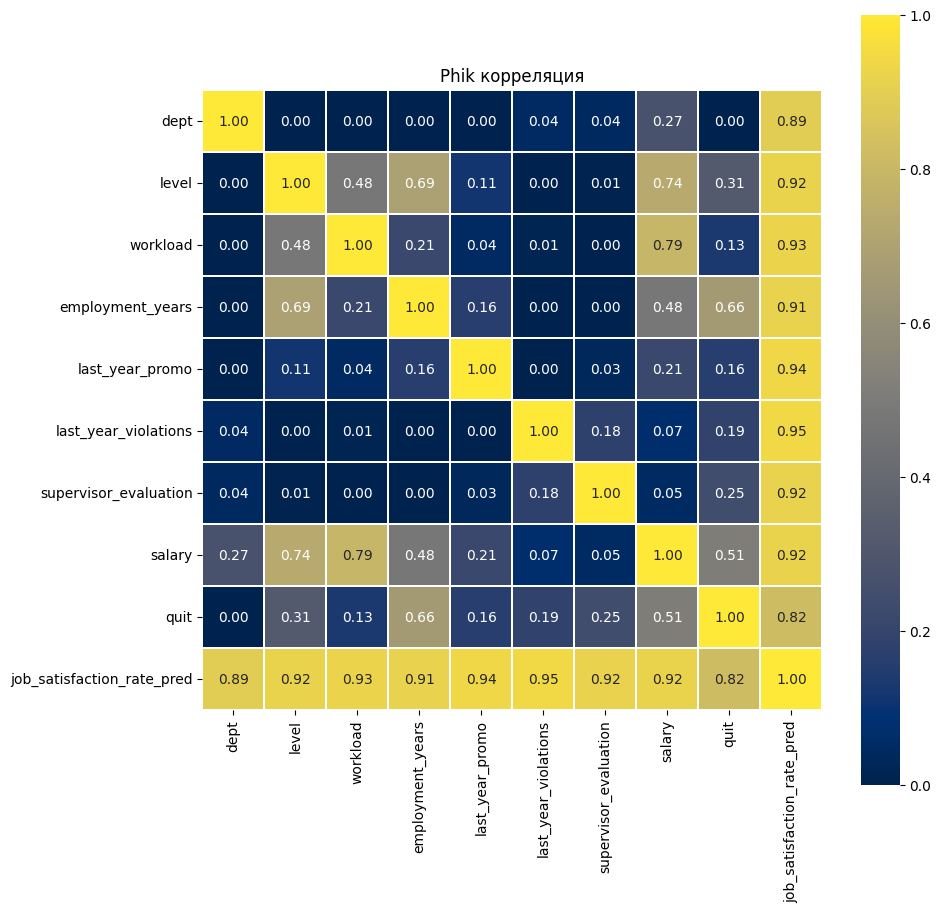 Phik корреляция
dept 1.00 0.00 0.00 0.00 0.00 0.04 0.04 0.27 0.00 0.89
level 0.00 1.00 0.48 0.69 0.11 0.00 0.01 0.74 0.31 0.92
workload 0.00 0.48 1.00 0.21 0.04 0.01 0.00 0.79 0.13 0.93
employment_years 0.00 0.69 0.21 1.00 0.16 0.00 0.00 0.48 0.66 0.91
last_year_promo 0.00 0.11 0.04 0.16 1.00 0.00 0.03 0.21 0.16 0.94
last_year_violations 0.04 0.00 0.01 0.00 0.00 1.00 0.18 0.07 0.19 0.95
supervisor_evaluation 0.04 0.01 0.00 0.00 0.03 0.18 1.00 0.05 0.25 0.92
salary 0.27 0.74 0.79 0.48 0.21 0.07 0.05 1.00 0.51 0.92
quit 0.00 0.31 0.13 0.66 0.16 0.19 0.25 0.51 1.00 0.82
job_satisfaction_rate_pred 0.89 0.92 0.93 0.91 0.94 0.95 0.92 0.92 0.82 1.00
dept
level
workload
employment_years
last_year_promo
last_year_violations
supervisor_evaluation
salary
quit
job_satisfaction_rate_pred
1.0
0.8
0.6
0.4
0.2
0.0